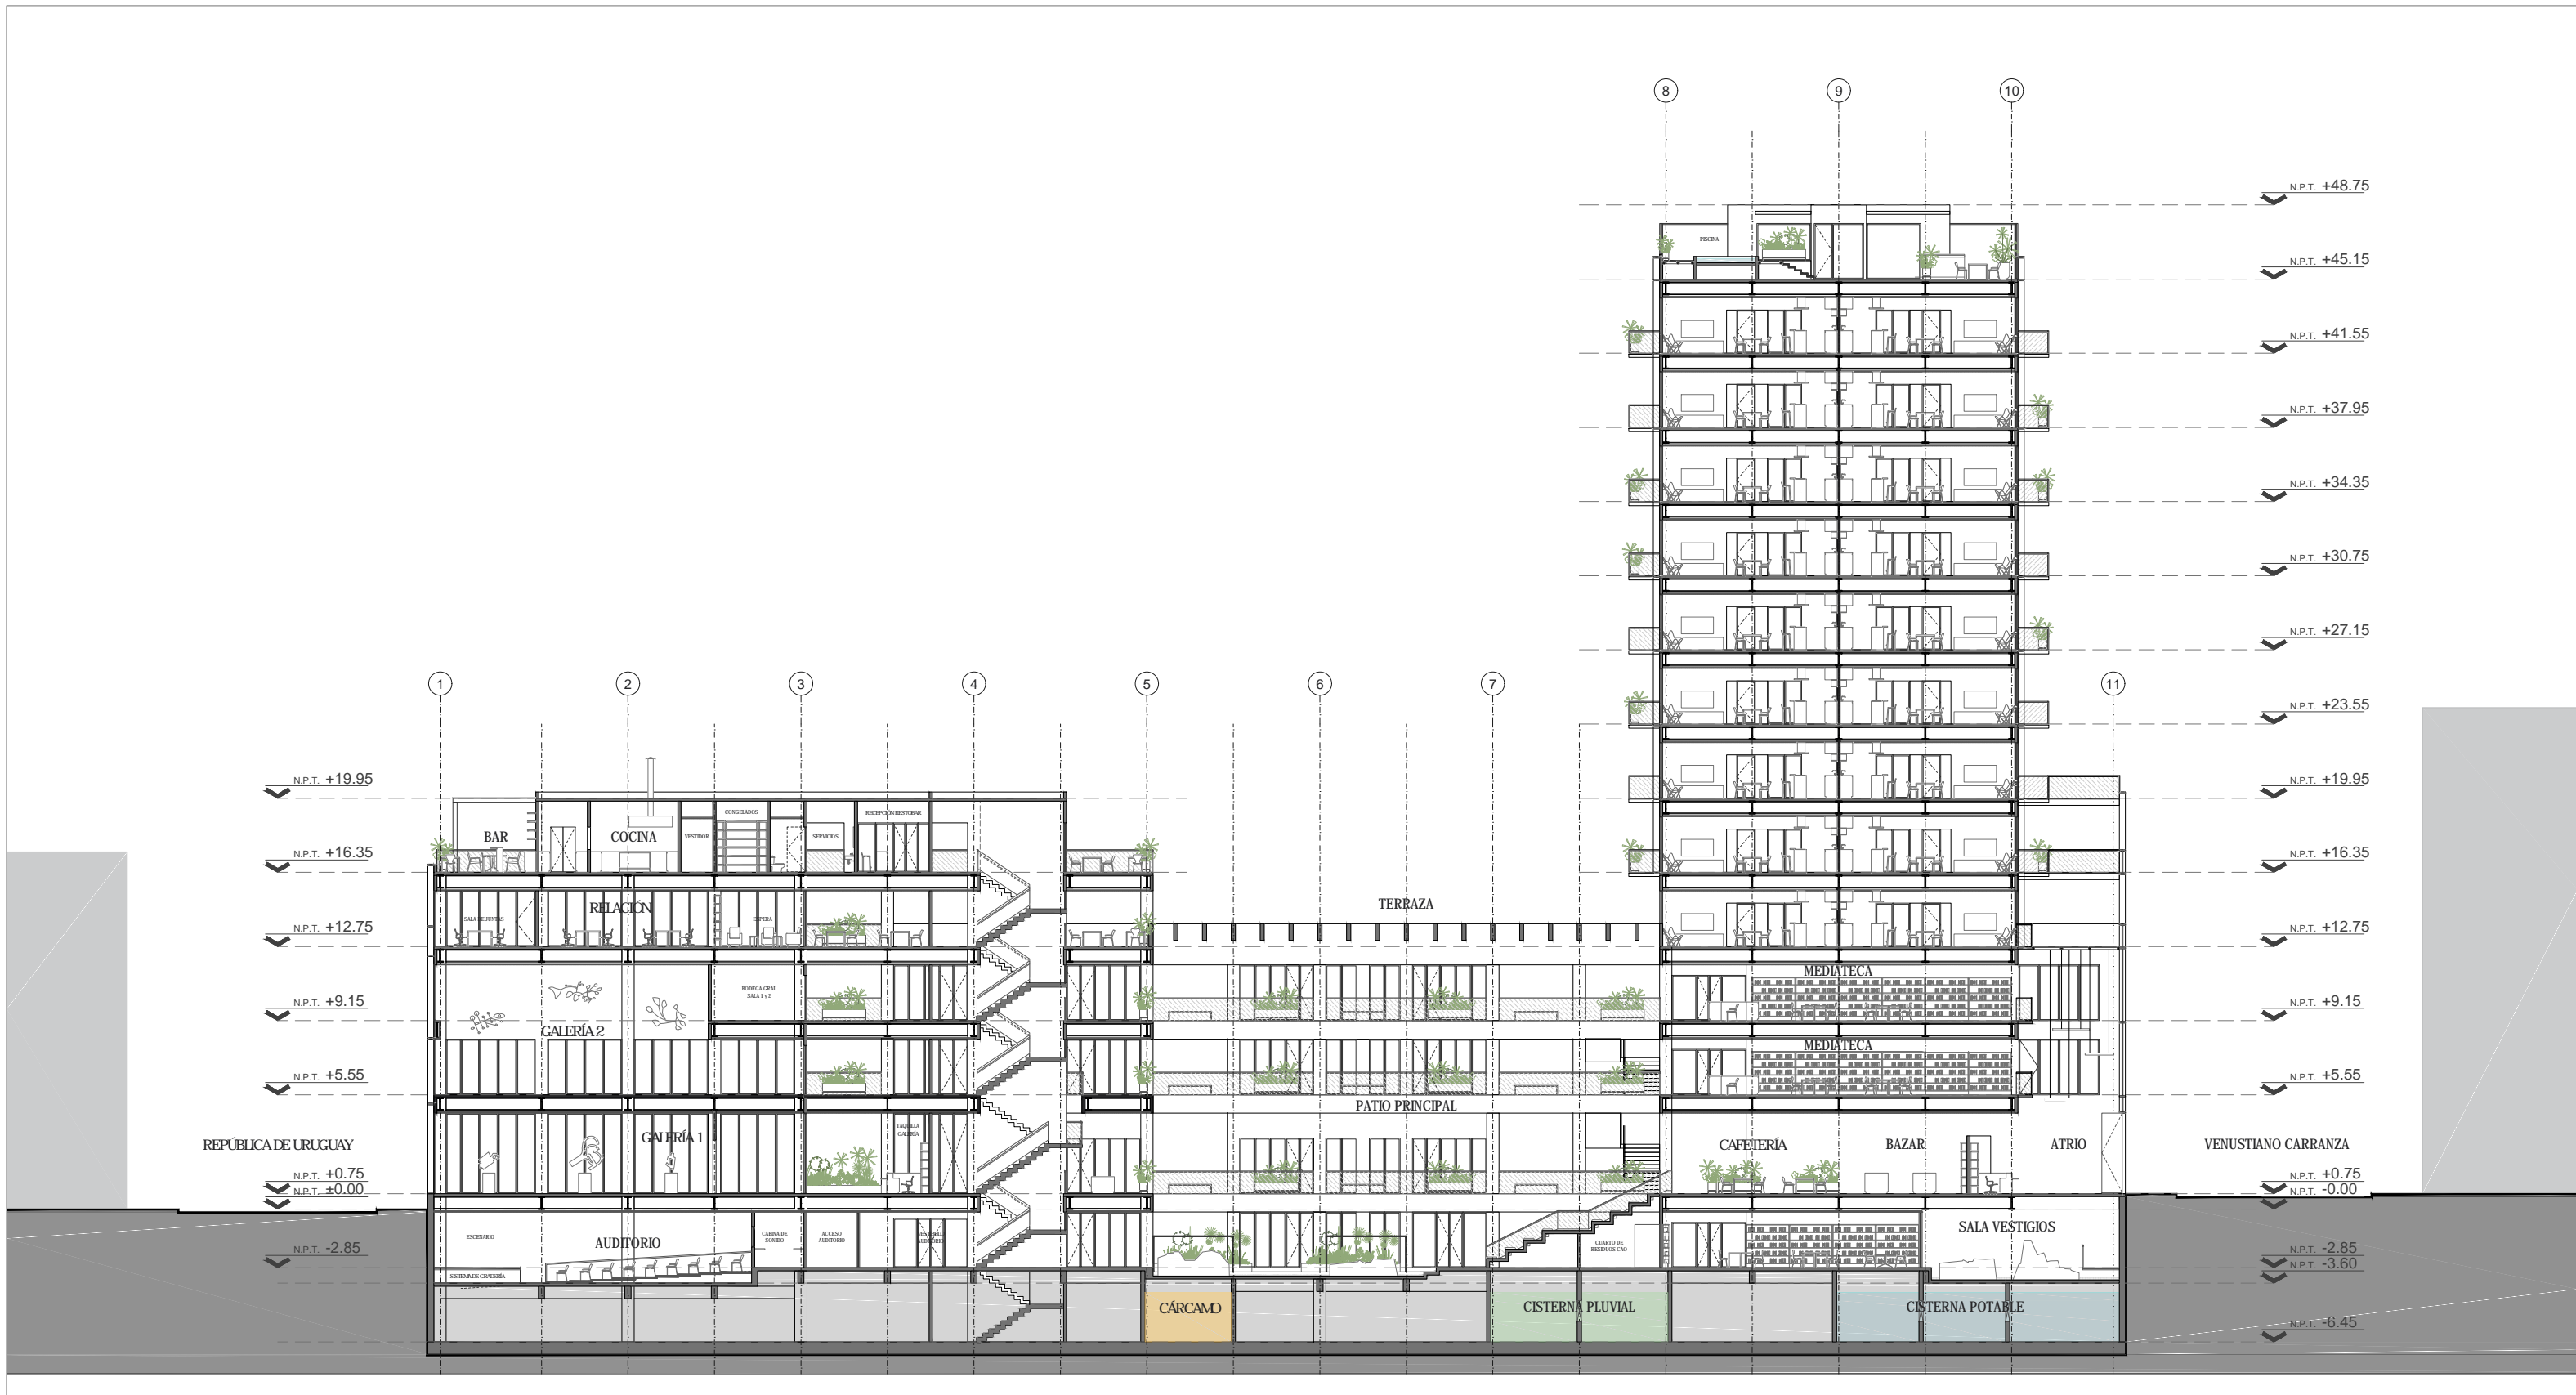 8
9
10
N.P.T. +48.75
PISCINA
N.P.T. +45.15
N.P.T. +41.55
N.P.T. +37.95
N.P.T. +34.35
N.P.T. +30.75
N.P.T. +27.15
1
2
3
4
5
6
7
11
N.P.T. +23.55
N.P.T. +19.95
N.P.T. +19.95
BAR
COCINA
VESTIDOR
CONGELADOS
SERVICIOS
RECEPCIÓN RESTOBAR
N.P.T. +16.35
N.P.T. +16.35
SALA DE JUNTAS
RELACIÓN
ESPERA
TERRAZA
N.P.T. +12.75
N.P.T. +12.75
BODEGA GRAL
SALA 1 y 2
MEDIATECA
N.P.T. +9.15
N.P.T. +9.15
GALERÍA 2
MEDIATECA
N.P.T. +5.55
N.P.T. +5.55
PATIO PRINCIPAL
REPÚBLICA DE URUGUAY
GALERÍA 1
TAQUILLA
GALERÍA
CAFETERÍA
BAZAR
ATRIO
VENUSTIANO CARRANZA
N.P.T. +0.75
N.P.T. ±0.00
N.P.T. +0.75
N.P.T. -0.00
ESCENARIO
AUDITORIO
CABINA DE
SONIDO
ACCESO
AUDITORIO
VESTÍBULO
AUDITORIO
CUARTO DE
RESIDUOS CAO
SALA VESTIGIOS
N.P.T. -2.85
N.P.T. -2.85
N.P.T. -3.60
SISTEMA DE GRADERÍA
CÁRCAMO
CISTERNA PLUVIAL
CISTERNA POTABLE
N.P.T. -6.45